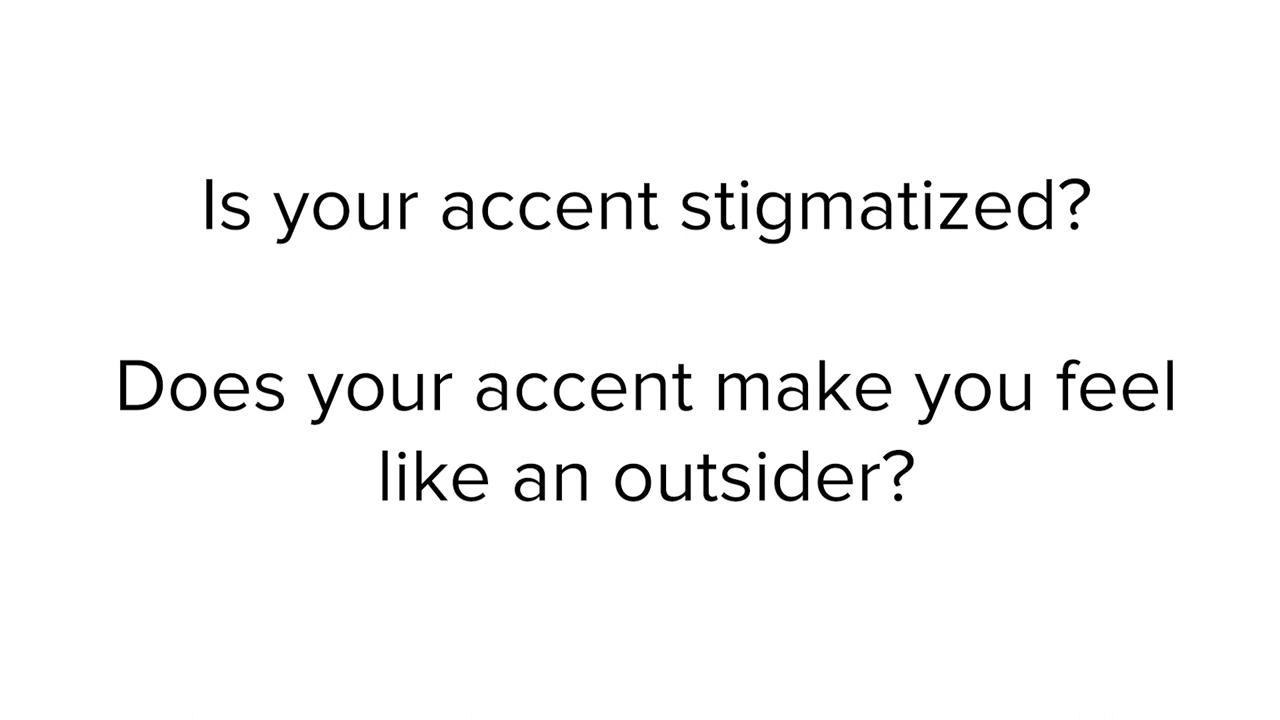 Is your accent stigmatized?
Does your accent make you feel
like an outsider?